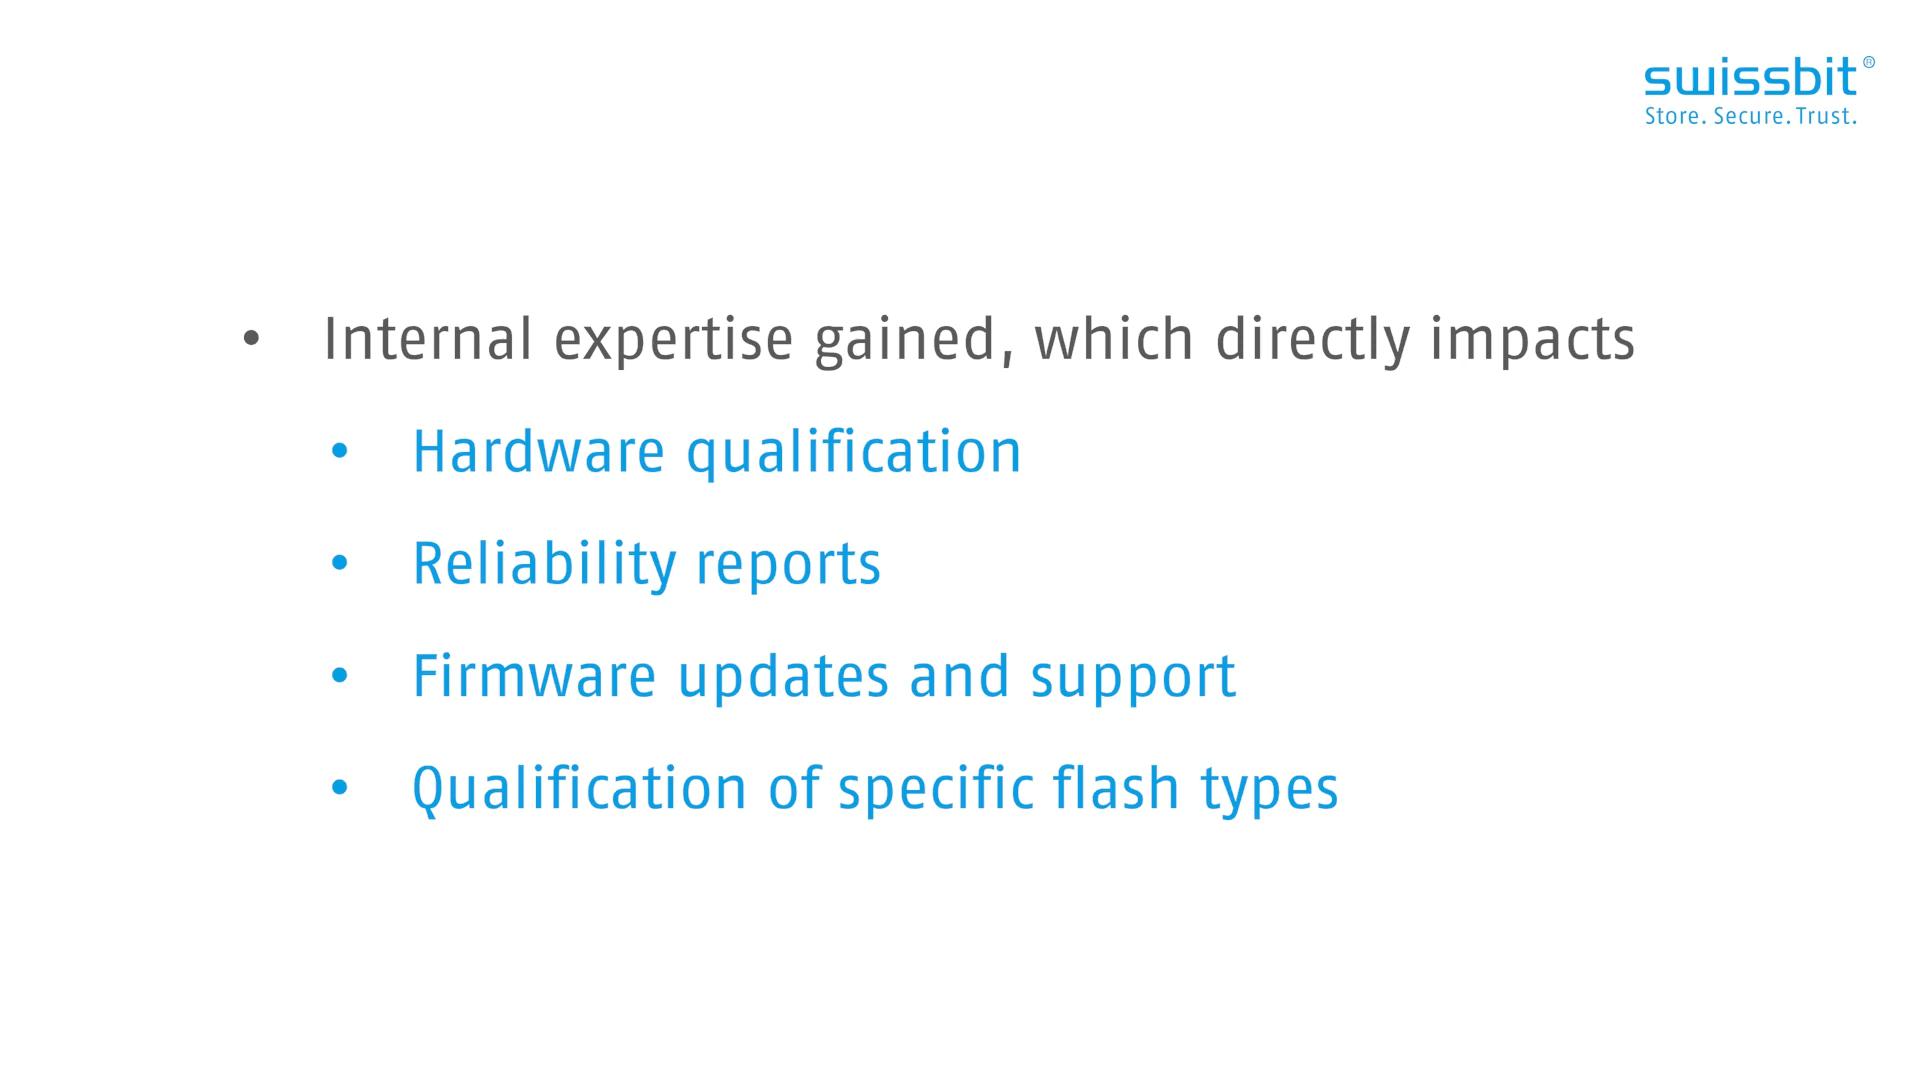 swissbit®
Store. Secure. Trust.
• Internal expertise gained, which directly impacts
• Hardware qualification
• Reliability reports
• Firmware updates and support
• Qualification of specific flash types